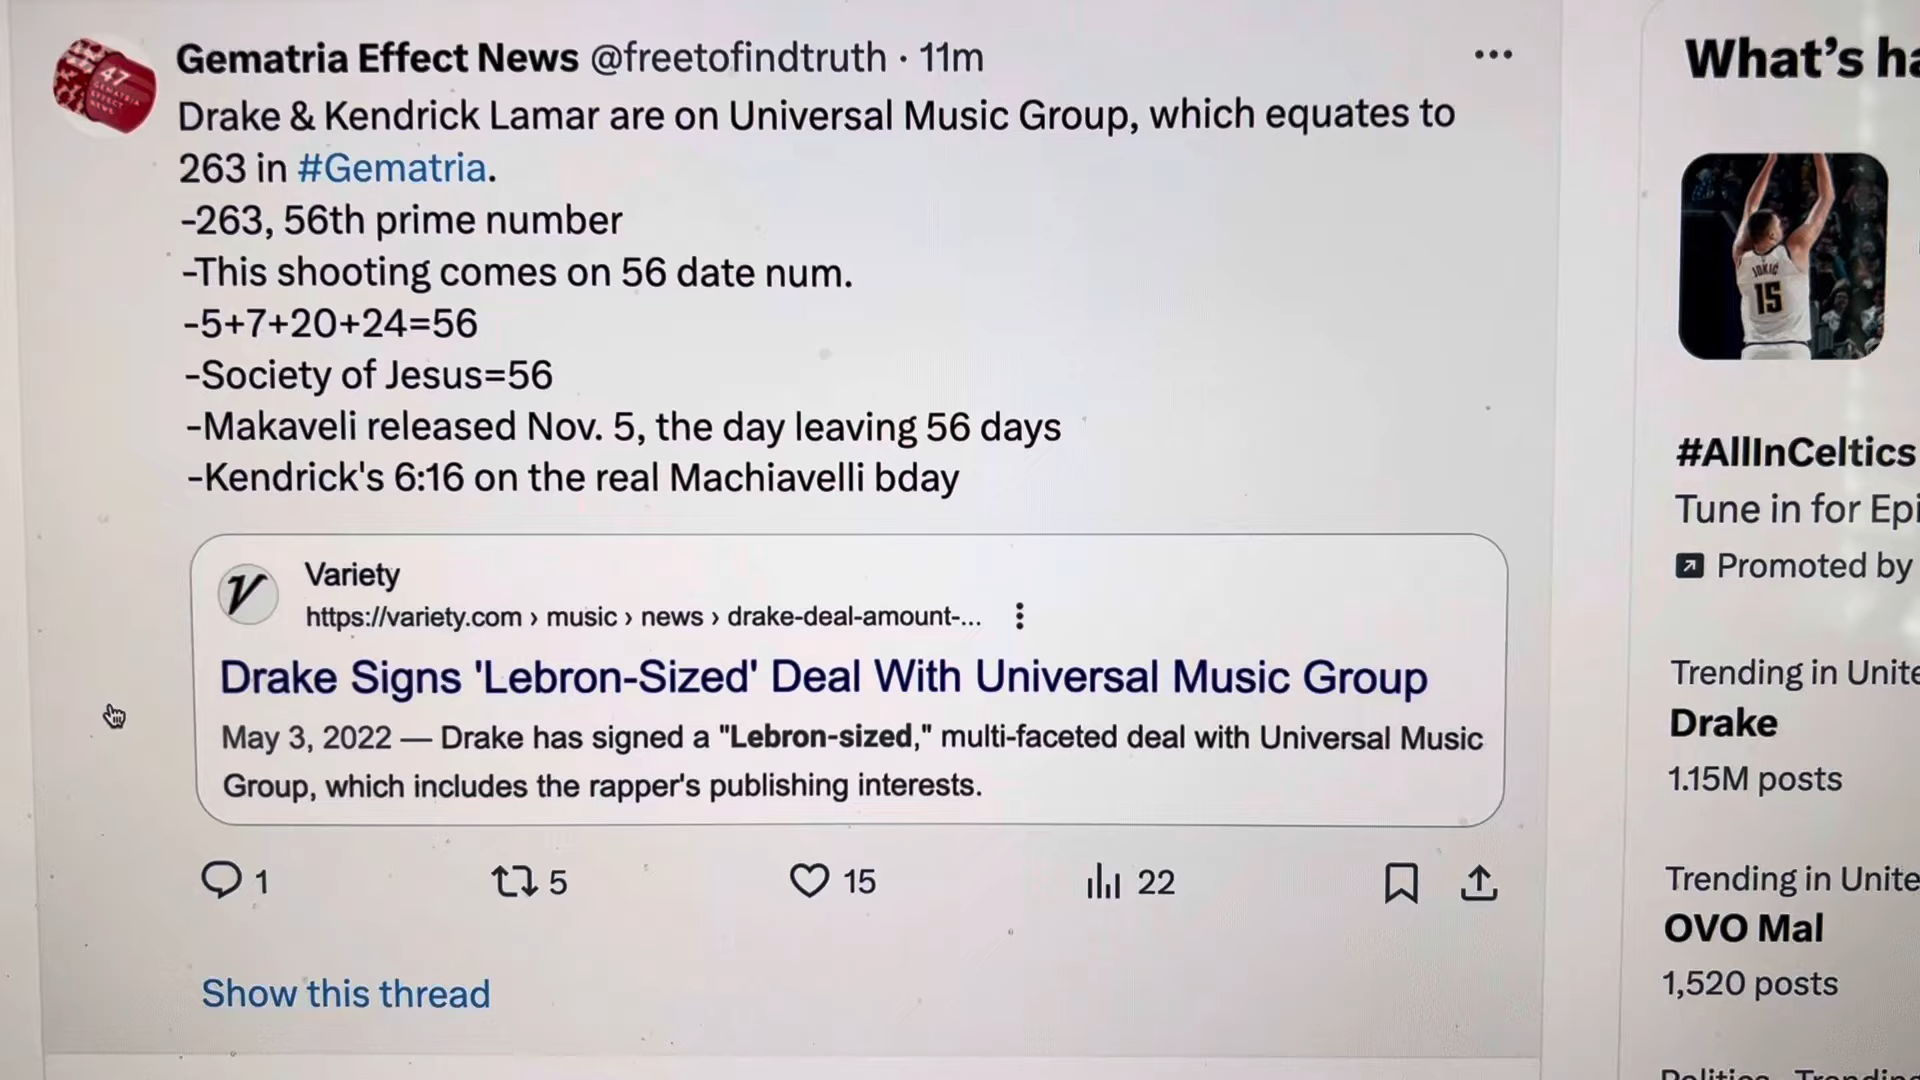 Gematria Effect News @freetofindtruth · 11m
Drake & Kendrick Lamar are on Universal Music Group, which equates to
263 in #Gematria.
-263, 56th prime number
-This shooting comes on 56 date num.
-5+7+20+24=56
-Society of Jesus=56
-Makaveli released Nov. 5, the day leaving 56 days
-Kendrick's 6:16 on the real Machiavelli bday
Variety
https://variety.com › music › news › drake-deal-amount-...
Drake Signs 'Lebron-Sized' Deal With Universal Music Group
May 3, 2022 — Drake has signed a "Lebron-sized," multi-faceted deal with Universal Music
Group, which includes the rapper's publishing interests.
1
5
15
22
Show this thread
47
GEMATRIA
EFFECT
NEWS
What's ha
JOKIĆ
15
#AllInCeltics
Tune in for Epi
Promoted by
Trending in Unite
Drake
1.15M posts
Trending in Unite
OVO Mal
1,520 posts